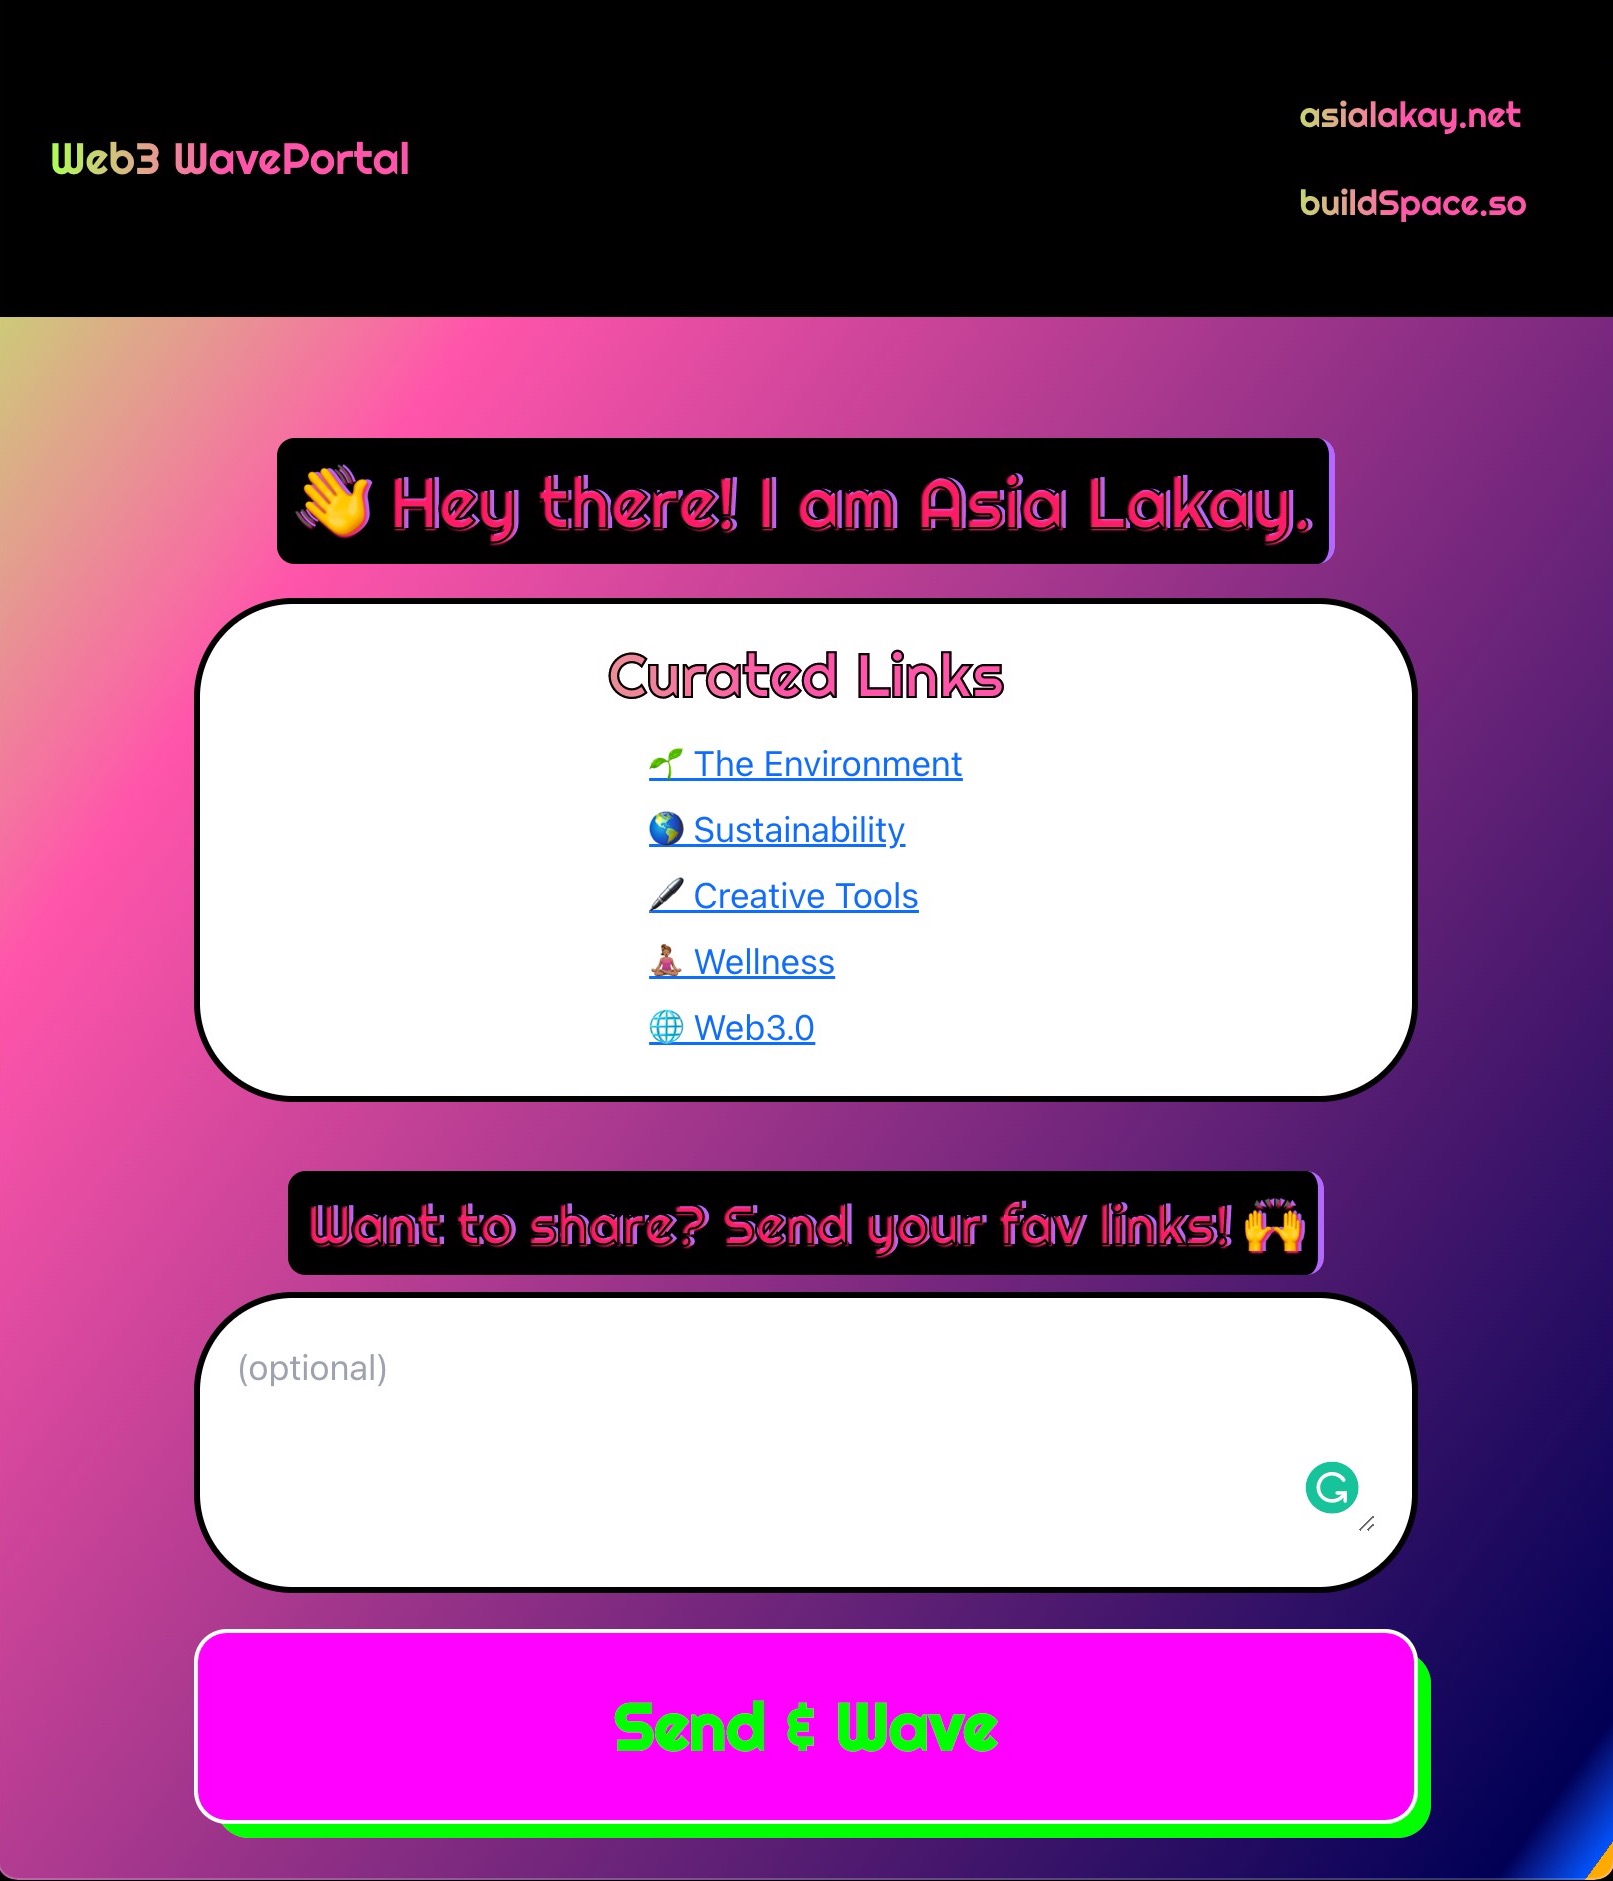 Web3 WavePortal
asialakay.net
buildSpace.so
👋 Hey there! I am Asia Lakay.
Curated Links
🌱 The Environment
🌎 Sustainability
🖋️ Creative Tools
🧘🏽‍♀️ Wellness
🌐 Web3.0
Want to share? Send your fav links! 🙌
(optional)
Send & Wave